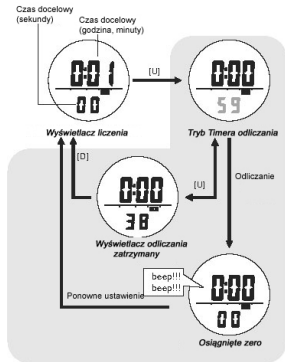 Czas docelowy
(sekundy)
Czas docelowy
(godzina, minuty)
0:01
00
[U]
0:00
59
Wyświetlacz liczenia
Tryb Timera odliczania
[D]
[U]
Odliczanie
0:00
38
Wyświetlacz odliczania
zatrzymany
beep!!!
beep!!!
Ponowne ustawienie
0:00
00
Osiągnięte zero